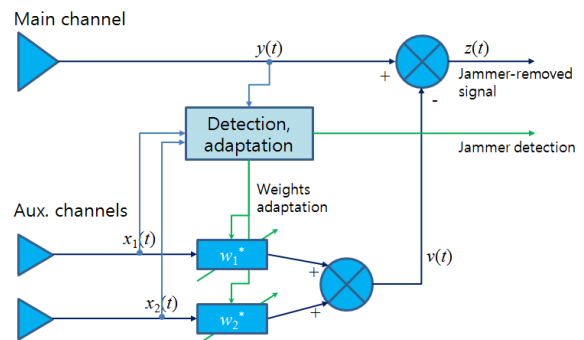 Main channel
y(t)
z(t)
+
Jammer-removed
signal
-
Detection,
adaptation
Jammer detection
Weights
adaptation
Aux. channels
x1(t)
w1*
+
v(t)
x2(t)
+
w2*